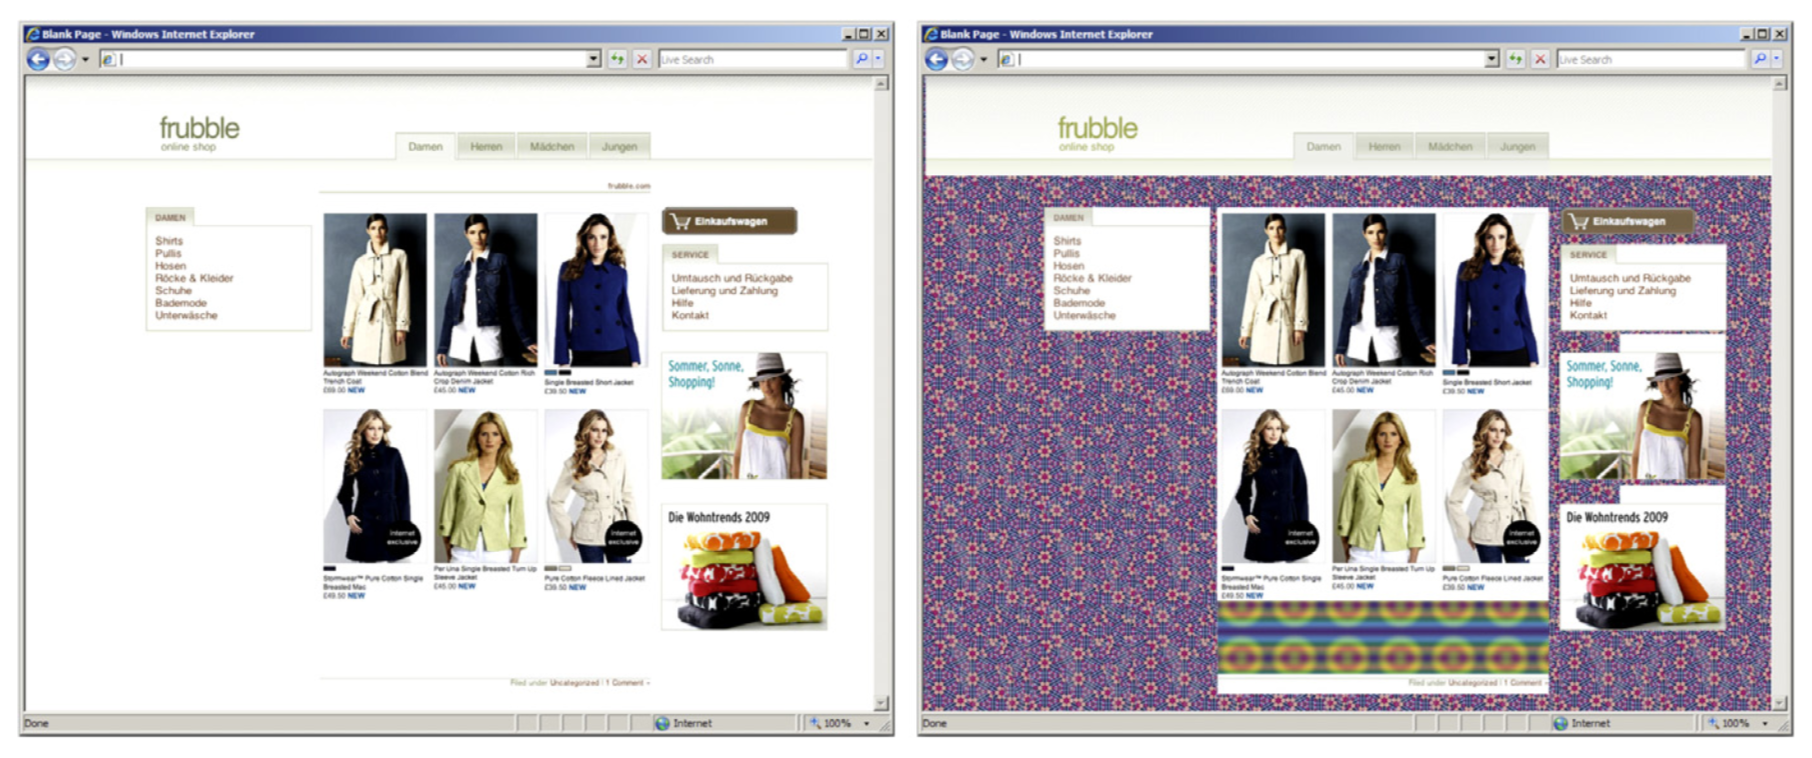 Blank Page - Windows Internet Explorer
Live Search
frubble
online shop
Damen Herren Mädchen Jungen
frubble.com
DAMEN
Shirts
Pullis
Hosen
Röcke & Kleider
Schuhe
Bademode
Unterwäsche
Autograph Weekend Cotton Blend
Trench Coat
£69.00 NEW
Autograph Weekend Cotton Rich
Crop Denim Jacket
£45.00 NEW
Single Breasted Short Jacket
£39.50 NEW
Internet
exclusive
Stormwear™ Pure Cotton Single
Breasted Mac
£49.50 NEW
Per Una Single Breasted Turn Up
Sleeve Jacket
£45.00 NEW
Internet
exclusive
Pure Cotton Fleece Lined Jacket
£39.50 NEW
Filed under Uncategorized | 1 Comment »
Einkaufswagen
SERVICE
Umtausch und Rückgabe
Lieferung und Zahlung
Hilfe
Kontakt
Sommer, Sonne,
Shopping!
Die Wohntrends 2009
Done
Internet
100%
Blank Page - Windows Internet Explorer
Live Search
frubble
online shop
Damen Herren Mädchen Jungen
DAMEN
Shirts
Pullis
Hosen
Röcke & Kleider
Schuhe
Bademode
Unterwäsche
Autograph Weekend Cotton Blend
Trench Coat
£69.00 NEW
Autograph Weekend Cotton Rich
Crop Denim Jacket
£45.00 NEW
Single Breasted Short Jacket
£39.50 NEW
Internet
exclusive
Stormwear™ Pure Cotton Single
Breasted Mac
£49.50 NEW
Per Una Single Breasted Turn Up
Sleeve Jacket
£45.00 NEW
Internet
exclusive
Pure Cotton Fleece Lined Jacket
£39.50 NEW
Filed under Uncategorized | 1 Comment »
Einkaufswagen
SERVICE
Umtausch und Rückgabe
Lieferung und Zahlung
Hilfe
Kontakt
Sommer, Sonne,
Shopping!
Die Wohntrends 2009
Done
Internet
100%